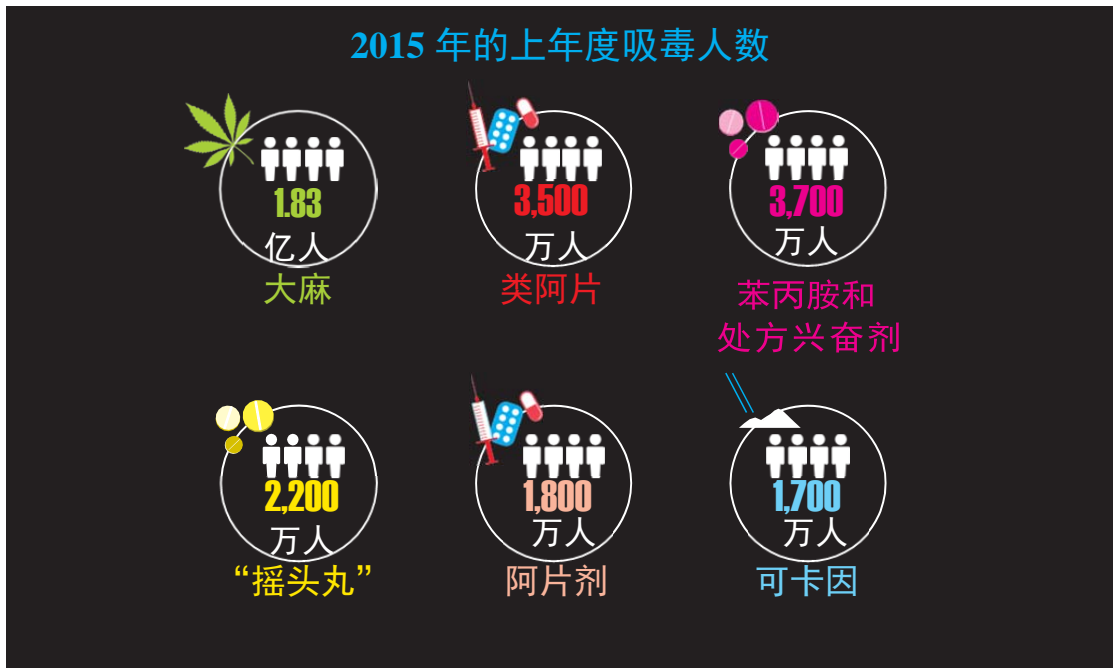 2015 年的上年度吸毒人数
1.83
亿人
大麻
3,500
万人
类阿片
3,700
万人
苯丙胺和
处方兴奋剂
2,200
万人
“摇头丸”
1,800
万人
阿片剂
1,700
万人
可卡因